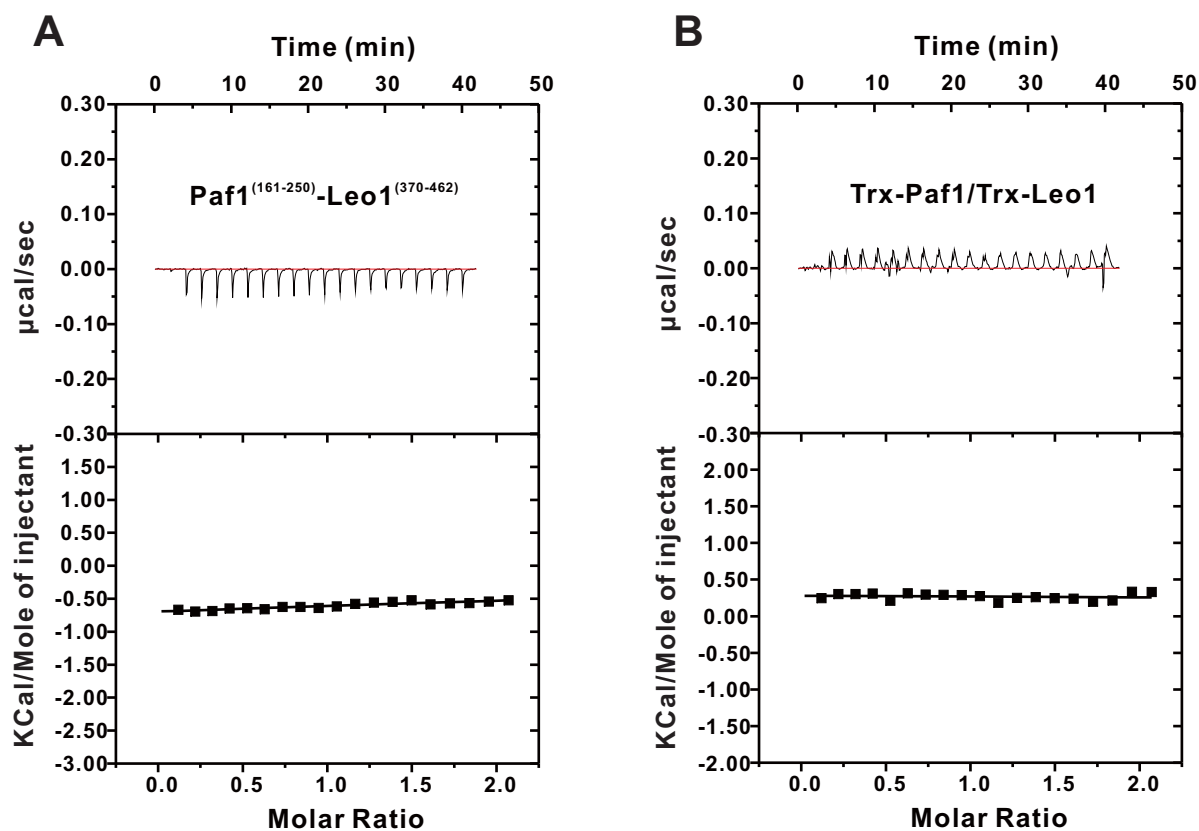 A
Time (min)
0 10 20 30 40 50
0.30
0.20
0.10
0.00
-0.10
-0.20
-0.30
µcal/sec
Paf1(161-250)-Leo1(370-462)
1.50
1.00
0.50
0.00
-0.50
-1.00
-1.50
-2.00
-2.50
-3.00
KCal/Mole of injectant
0.0 0.5 1.0 1.5 2.0
Molar Ratio
B
Time (min)
0 10 20 30 40 50
0.30
0.20
0.10
0.00
-0.10
-0.20
-0.30
µcal/sec
Trx-Paf1/Trx-Leo1
2.00
1.50
1.00
0.50
0.00
-0.50
-1.00
-1.50
-2.00
KCal/Mole of injectant
0.0 0.5 1.0 1.5 2.0
Molar Ratio